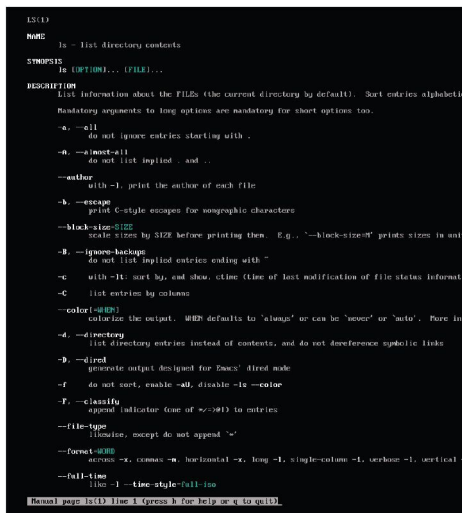 LS(1)
NAME
ls - list directory contents
SYNOPSIS
ls [OPTION]... [FILE]...
DESCRIPTION
List information about the FILEs (the current directory by default). Sort entries alphabetic
Mandatory arguments to long options are mandatory for short options too.
-a, --all
do not ignore entries starting with .
-A, --almost-all
do not list implied . and ..
--author
with -l, print the author of each file
-b, --escape
print C-style escapes for nongraphic characters
--block-size=SIZE
scale sizes by SIZE before printing them. E.g., `--block-size=M' prints sizes in uni
-B, --ignore-backups
do not list implied entries ending with ~
-c with -lt: sort by, and show, ctime (time of last modification of file status informat
-C list entries by columns
--color[=WHEN]
colorize the output. WHEN defaults to `always' or can be `never' or `auto'. More in
-d, --directory
list directory entries instead of contents, and do not dereference symbolic links
-D, --dired
generate output designed for Emacs' dired mode
-f do not sort, enable -aU, disable -ls --color
-F, --classify
append indicator (one of */=>@|) to entries
--file-type
likewise, except do not append `*'
--format=WORD
across -x, commas -m, horizontal -x, long -l, single-column -1, verbose -l, vertical -
--full-time
like -l --time-style=full-iso
Manual page ls(1) line 1 (press h for help or q to quit)